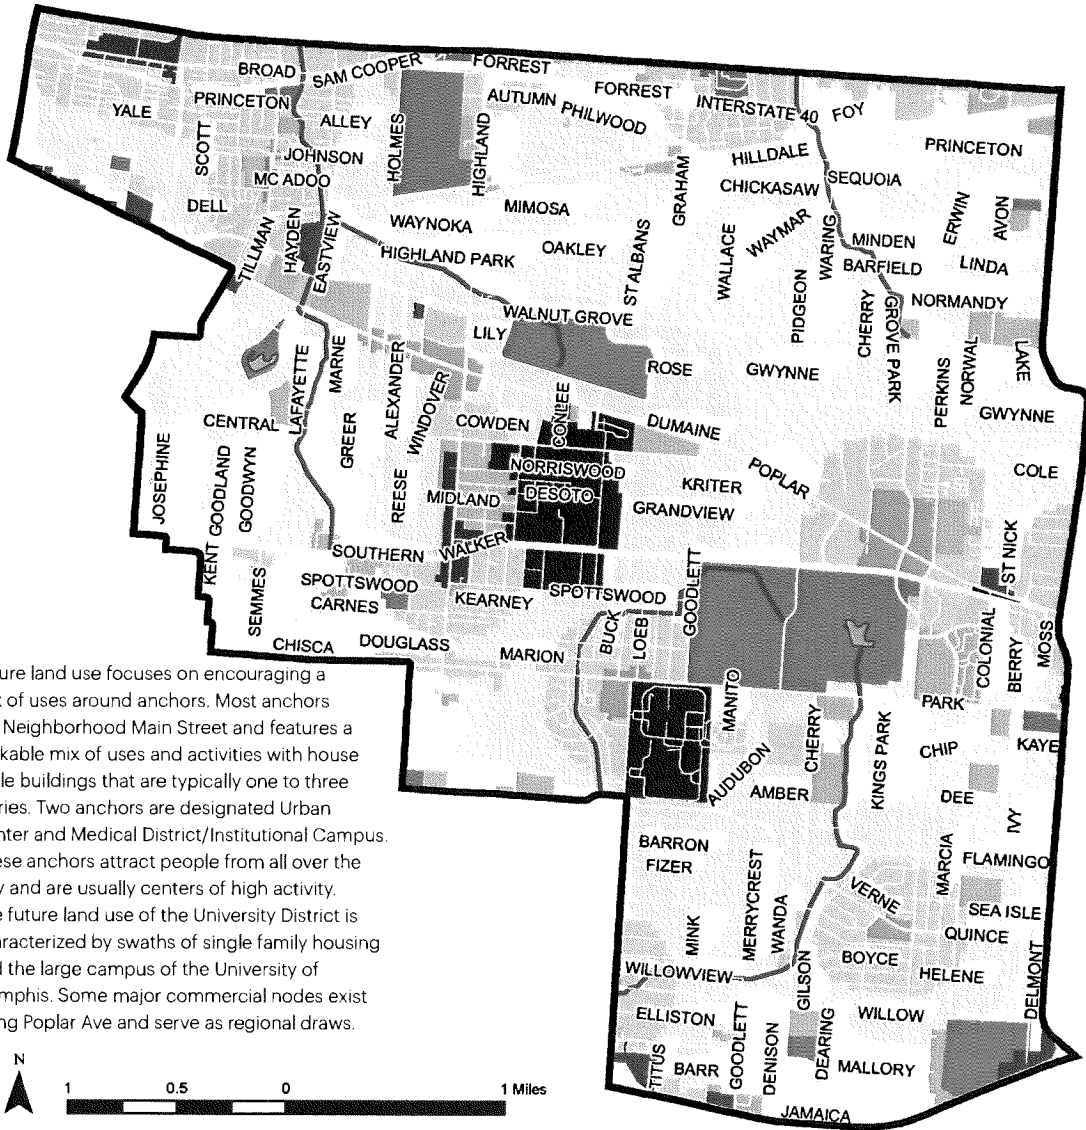 BROAD
SAM COOPER
FORREST
FORREST
YALE
PRINCETON
ALLEY
AUTUMN
PHILWOOD
INTERSTATE 40
FOY
SCOTT
HOLMES
HIGHLAND
JOHNSON
MC ADOO
HILLDALE
PRINCETON
GRAHAM
CHICKASAW
SEQUOIA
DELL
MIMOSA
WAYNOKA
TILLMAN
HAYDEN
EASTVIEW
HIGHLAND PARK
OAKLEY
ST ALBANS
WALLACE
WAYMAR
WARING
MINDEN
BARFIELD
ERWIN
AVON
LINDA
NORMANDY
PIDGEON
CHERRY
GROVE PARK
WALNUT GROVE
LILY
ROSE
GWYNNE
PERKINS
NORWAL
LAKE
GWYNNE
LAFAYETTE
MARNE
ALEXANDER
WINDOVER
CENTRAL
GREER
COWDEN
CONLEE
DUMAINE
NORRISWOOD
POPLAR
COLE
JOSEPHINE
GOODLAND
GOODWYN
REESE
MIDLAND
DESOTO
KRITER
GRANDVIEW
KENT
SOUTHERN
WALKER
GOODLETT
ST NICK
SEMMES
SPOTTSWOOD
CARNES
KEARNEY
SPOTTSWOOD
BUCK
LOEB
COLONIAL
BERRY
MOSS
CHISCA
DOUGLASS
MARION
MANITO
PARK
CHERRY
KINGS PARK
CHIP
KAYE
AUDUBON
AMBER
DEE
IVY
BARRON
FIZER
MARCIA
FLAMINGO
MERRYCREST
WANDA
VERNE
SEA ISLE
QUINCE
MINK
BOYCE
HELENE
WILLOWVIEW
GILSON
DELMONT
ELLISTON
WILLOW
TITUS
BARR
GOODLETT
DENISON
DEARING
MALLORY
JAMAICA
ure land use focuses on encouraging a
of uses around anchors. Most anchors
Neighborhood Main Street and features a
kable mix of uses and activities with house
le buildings that are typically one to three
ries. Two anchors are designated Urban
nter and Medical District/Institutional Campus.
ese anchors attract people from all over the
y and are usually centers of high activity.
e future land use of the University District is
aracterized by swaths of single family housing
d the large campus of the University of
mphis. Some major commercial nodes exist
ng Poplar Ave and serve as regional draws.
N
1 0.5 0 1 Miles